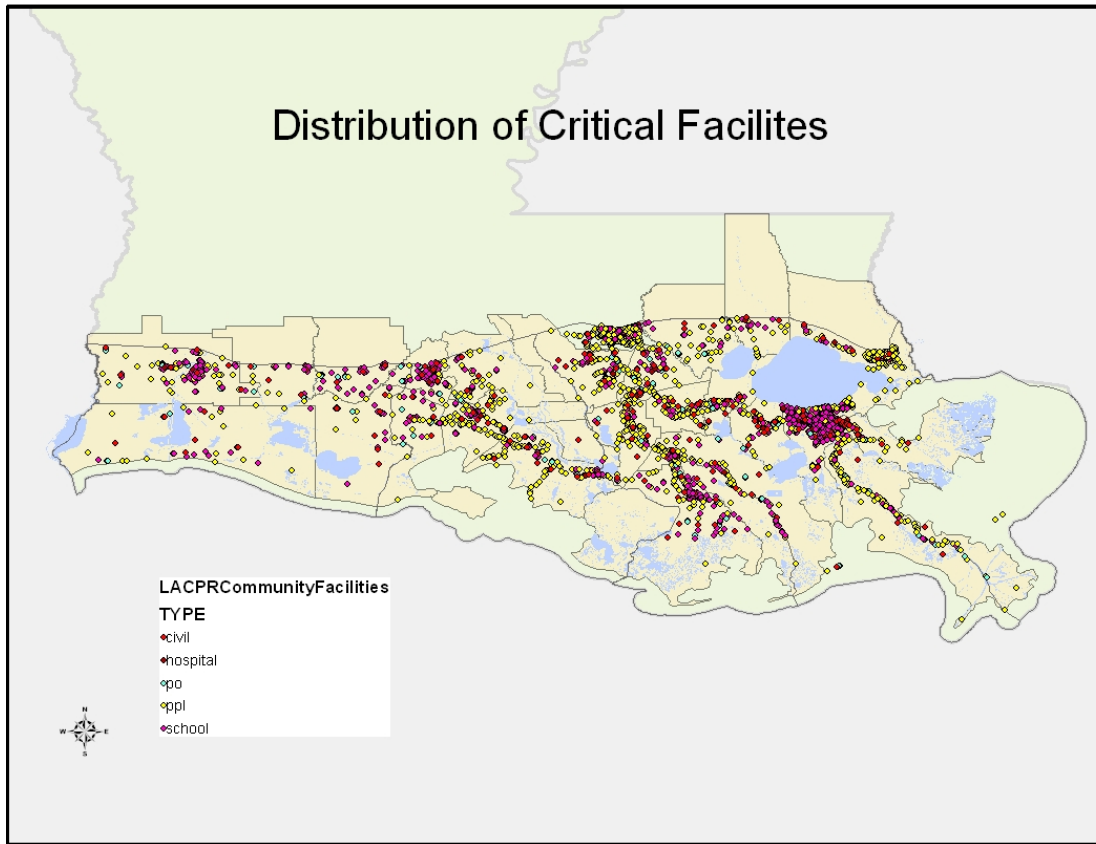 Distribution of Critical Facilites
LACPRCommunityFacilities
TYPE
civil
hospital
po
ppl
school
N
W E
S